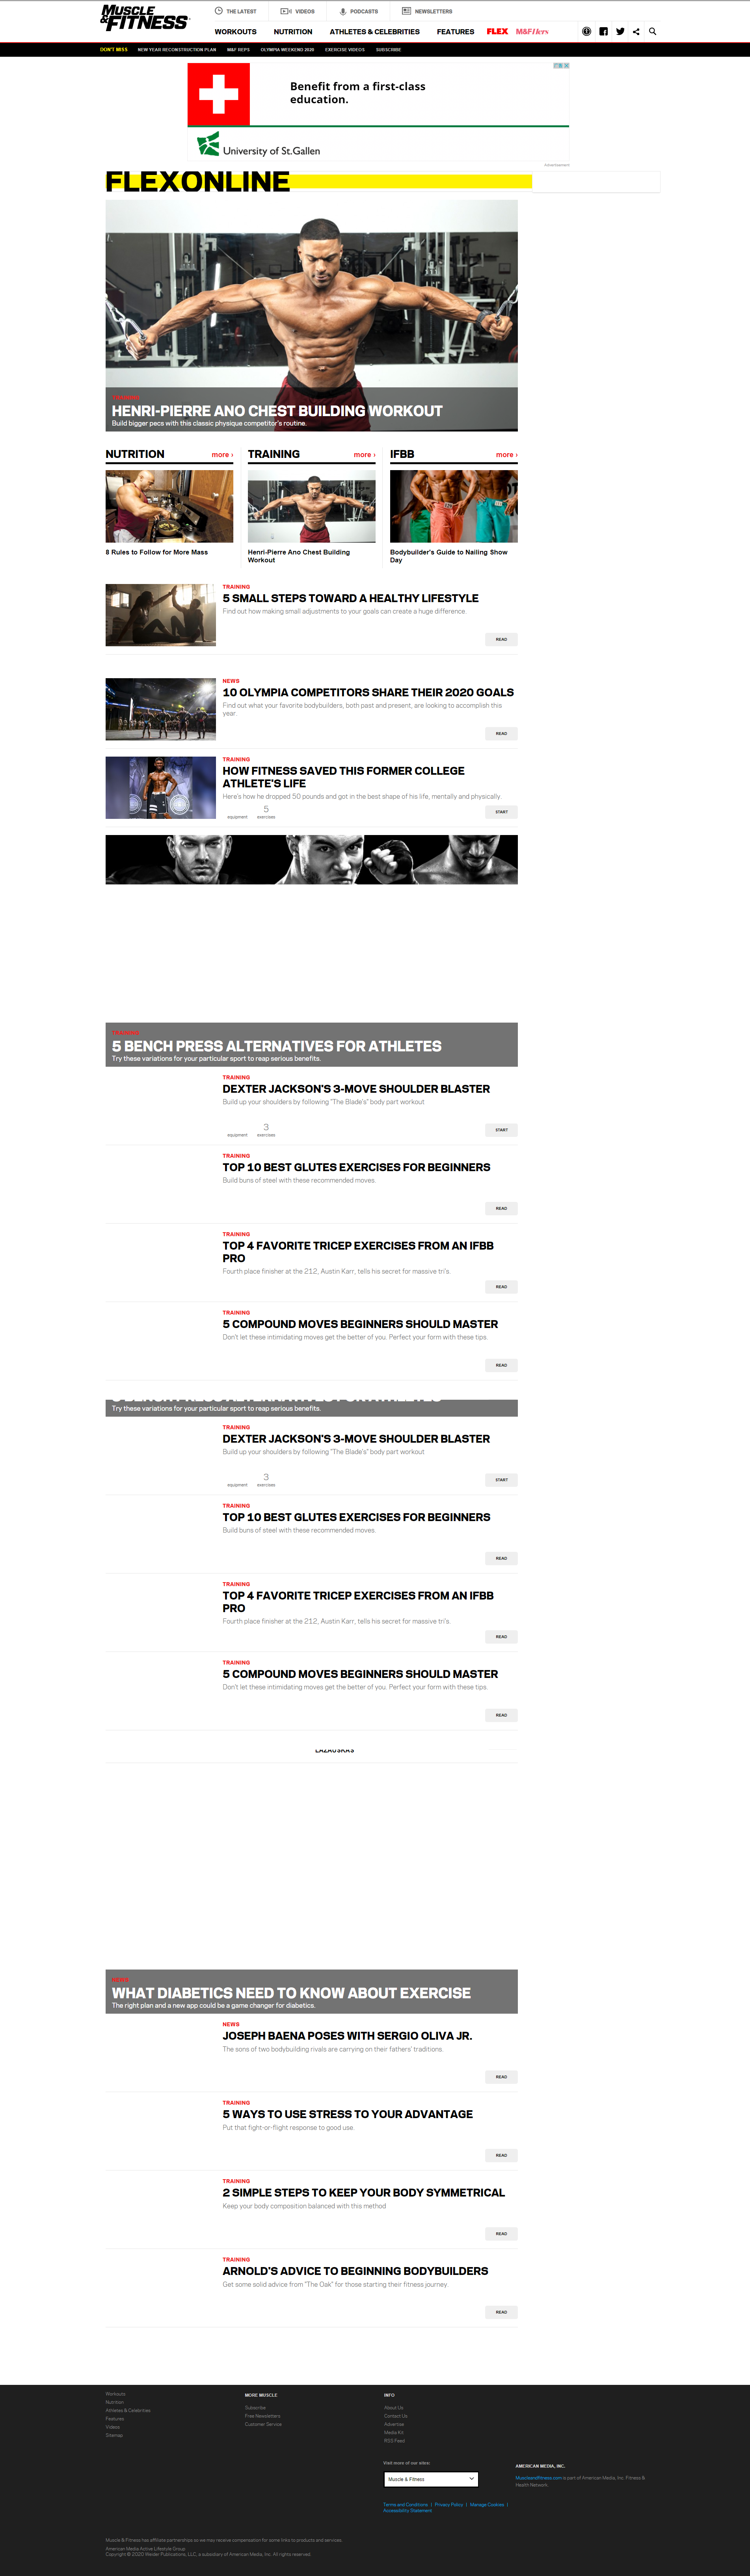 MUSCLE & FITNESS
THE LATEST
VIDEOS
PODCASTS
NEWSLETTERS
WORKOUTS
NUTRITION
ATHLETES & CELEBRITIES
FEATURES
FLEX
M&F Hers
DON'T MISS
NEW YEAR RECONSTRUCTION PLAN
M&F REPS
OLYMPIA WEEKEND 2020
EXERCISE VIDEOS
SUBSCRIBE
Benefit from a first-class
education.
University of St.Gallen
Advertisement
FLEXONLINE
TRAINING
HENRI-PIERRE ANO CHEST BUILDING WORKOUT
Build bigger pecs with this classic physique competitor's routine.
NUTRITION
more ›
8 Rules to Follow for More Mass
TRAINING
more ›
Henri-Pierre Ano Chest Building
Workout
IFBB
more ›
Bodybuilder's Guide to Nailing Show
Day
TRAINING
5 SMALL STEPS TOWARD A HEALTHY LIFESTYLE
Find out how making small adjustments to your goals can create a huge difference.
READ
NEWS
10 OLYMPIA COMPETITORS SHARE THEIR 2020 GOALS
Find out what your favorite bodybuilders, both past and present, are looking to accomplish this
year.
READ
TRAINING
HOW FITNESS SAVED THIS FORMER COLLEGE
ATHLETE'S LIFE
Here's how he dropped 50 pounds and got in the best shape of his life, mentally and physically.
5
equipment
exercises
START
TRAINING
5 BENCH PRESS ALTERNATIVES FOR ATHLETES
Try these variations for your particular sport to reap serious benefits.
TRAINING
DEXTER JACKSON'S 3-MOVE SHOULDER BLASTER
Build up your shoulders by following "The Blade's" body part workout
3
equipment
exercises
START
TRAINING
TOP 10 BEST GLUTES EXERCISES FOR BEGINNERS
Build buns of steel with these recommended moves.
READ
TRAINING
TOP 4 FAVORITE TRICEP EXERCISES FROM AN IFBB
PRO
Fourth place finisher at the 212, Austin Karr, tells his secret for massive tri's.
READ
TRAINING
5 COMPOUND MOVES BEGINNERS SHOULD MASTER
Don't let these intimidating moves get the better of you. Perfect your form with these tips.
READ
Try these variations for your particular sport to reap serious benefits.
TRAINING
DEXTER JACKSON'S 3-MOVE SHOULDER BLASTER
Build up your shoulders by following "The Blade's" body part workout
3
equipment
exercises
START
TRAINING
TOP 10 BEST GLUTES EXERCISES FOR BEGINNERS
Build buns of steel with these recommended moves.
READ
TRAINING
TOP 4 FAVORITE TRICEP EXERCISES FROM AN IFBB
PRO
Fourth place finisher at the 212, Austin Karr, tells his secret for massive tri's.
READ
TRAINING
5 COMPOUND MOVES BEGINNERS SHOULD MASTER
Don't let these intimidating moves get the better of you. Perfect your form with these tips.
READ
LAZAUSKAS
NEWS
WHAT DIABETICS NEED TO KNOW ABOUT EXERCISE
The right plan and a new app could be a game changer for diabetics.
NEWS
JOSEPH BAENA POSES WITH SERGIO OLIVA JR.
The sons of two bodybuilding rivals are carrying on their fathers' traditions.
READ
TRAINING
5 WAYS TO USE STRESS TO YOUR ADVANTAGE
Put that fight-or-flight response to good use.
READ
TRAINING
2 SIMPLE STEPS TO KEEP YOUR BODY SYMMETRICAL
Keep your body composition balanced with this method
READ
TRAINING
ARNOLD'S ADVICE TO BEGINNING BODYBUILDERS
Get some solid advice from "The Oak" for those starting their fitness journey.
READ
Workouts
Nutrition
Athletes & Celebrities
Features
Videos
Sitemap
MORE MUSCLE
Subscribe
Free Newsletters
Customer Service
INFO
About Us
Contact Us
Advertise
Media Kit
RSS Feed
Visit more of our sites:
Muscle & Fitness
AMERICAN MEDIA, INC.
Muscleandfitness.com is part of American Media, Inc. Fitness &
Health Network.
Terms and Conditions | Privacy Policy | Manage Cookies |
Accessibility Statement
Muscle & Fitness has affiliate partnerships so we may receive compensation for some links to products and services.
American Media Active Lifestyle Group
Copyright © 2020 Weider Publications, LLC, a subsidiary of American Media, Inc. All rights reserved.